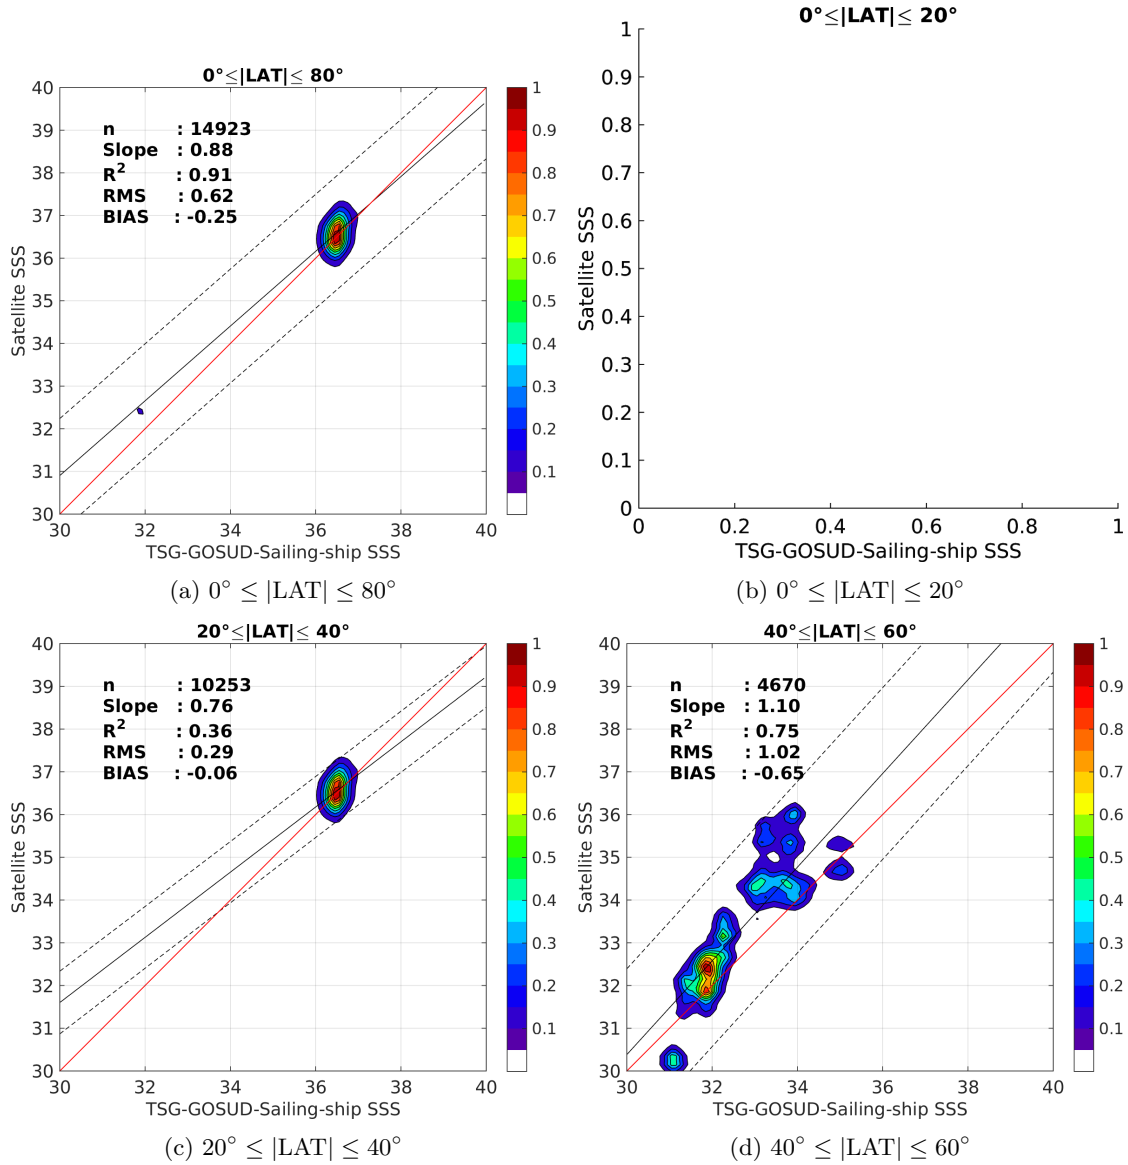 0°≤|LAT|≤ 80°
40
39
38
37
36
35
34
33
32
31
30
Satellite SSS
n : 14923
Slope : 0.88
R² : 0.91
RMS : 0.62
BIAS : -0.25
30 32 34 36 38 40
TSG-GOSUD-Sailing-ship SSS
1
0.9
0.8
0.7
0.6
0.5
0.4
0.3
0.2
0.1
(a) 0° ≤ |LAT| ≤ 80°
0°≤|LAT|≤ 20°
1
0.9
0.8
0.7
0.6
0.5
0.4
0.3
0.2
0.1
0
Satellite SSS
0 0.2 0.4 0.6 0.8 1
TSG-GOSUD-Sailing-ship SSS
(b) 0° ≤ |LAT| ≤ 20°
20°≤|LAT|≤ 40°
40
39
38
37
36
35
34
33
32
31
30
Satellite SSS
n : 10253
Slope : 0.76
R² : 0.36
RMS : 0.29
BIAS : -0.06
30 32 34 36 38 40
TSG-GOSUD-Sailing-ship SSS
1
0.9
0.8
0.7
0.6
0.5
0.4
0.3
0.2
0.1
(c) 20° ≤ |LAT| ≤ 40°
40°≤|LAT|≤ 60°
40
39
38
37
36
35
34
33
32
31
30
Satellite SSS
n : 4670
Slope : 1.10
R² : 0.75
RMS : 1.02
BIAS : -0.65
30 32 34 36 38 40
TSG-GOSUD-Sailing-ship SSS
1
0.9
0.8
0.7
0.6
0.5
0.4
0.3
0.2
0.1
(d) 40° ≤ |LAT| ≤ 60°